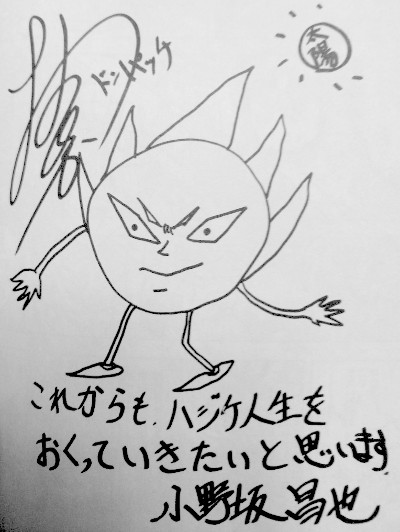 ドンパッチ
太陽
これからも、ハジケ人生を
おくっていきたいと思います
小野坂昌也